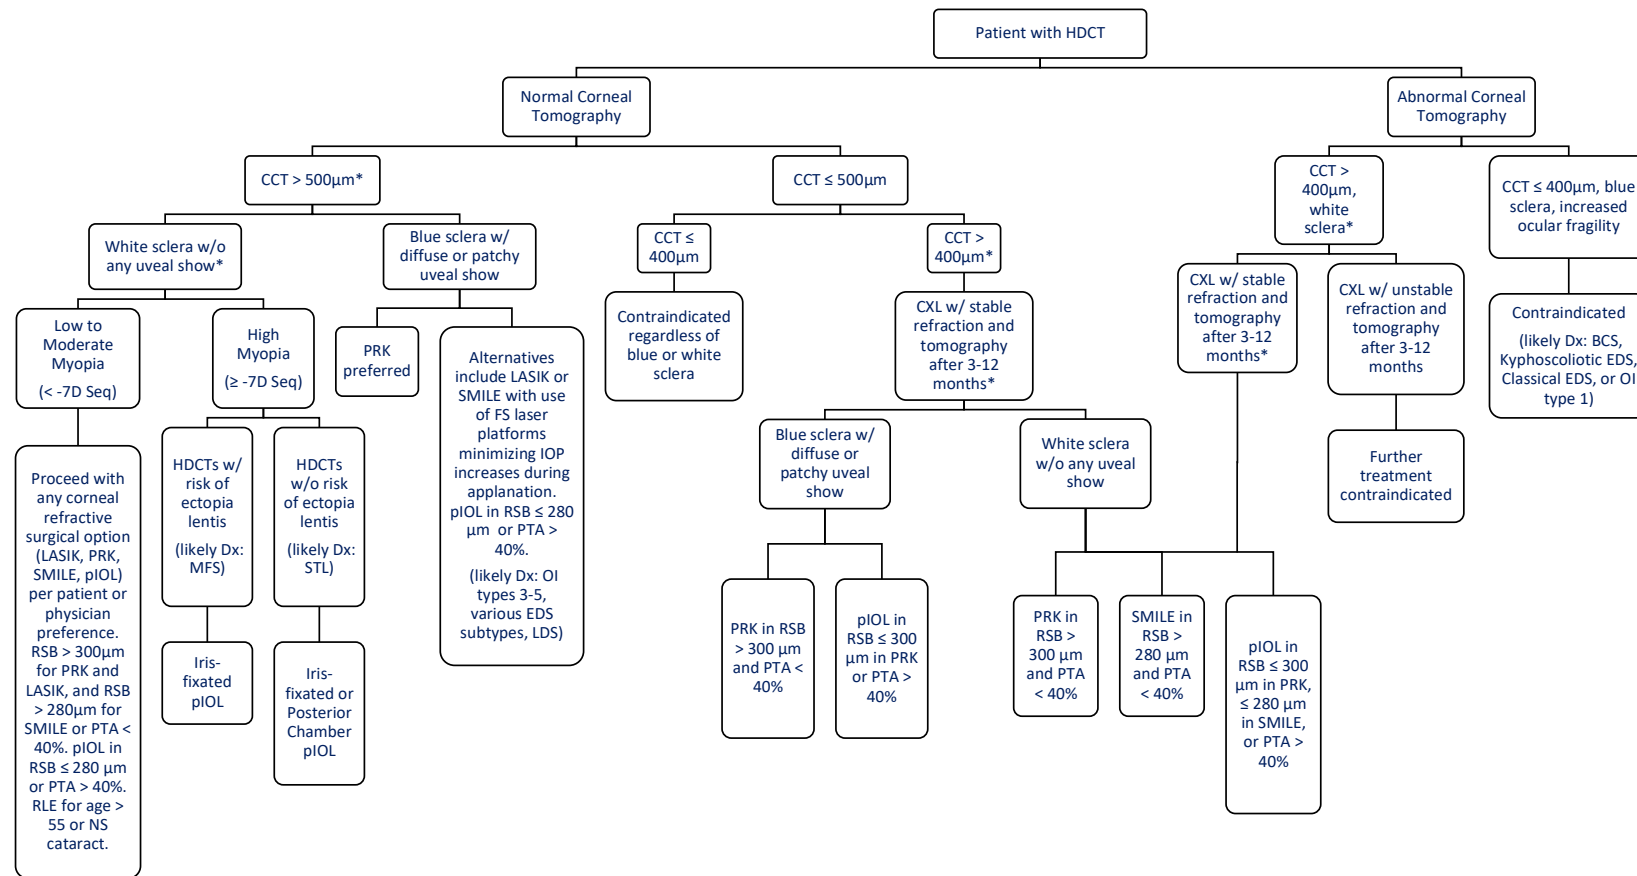 Patient with HDCT
Normal Corneal
Tomography
Abnormal Corneal
Tomography
CCT > 500µm*
CCT ≤ 500µm
CCT >
400µm,
white
sclera*
CCT ≤ 400µm, blue
sclera, increased
ocular fragility
White sclera w/o
any uveal show*
Blue sclera w/
diffuse or patchy
uveal show
CCT ≤
400µm
CCT >
400µm*
CXL w/ stable
refraction and
tomography
after 3-12
months*
CXL w/ unstable
refraction and
tomography
after 3-12
months
Contraindicated
(likely Dx: BCS,
Kyphoscoliotic EDS,
Classical EDS, or OI
type 1)
Low to
Moderate
Myopia
(< -7D Seq)
High
Myopia
(≥ -7D Seq)
PRK
preferred
Alternatives
include LASIK or
SMILE with use
of FS laser
platforms
minimizing IOP
increases during
applanation.
pIOL in RSB ≤ 280
µm or PTA >
40%.
(likely Dx: OI
types 3-5,
various EDS
subtypes, LDS)
Contraindicated
regardless of
blue or white
sclera
CXL w/ stable
refraction and
tomography
after 3-12
months*
Further
treatment
contraindicated
Proceed with
any corneal
refractive
surgical option
(LASIK, PRK,
SMILE, pIOL)
per patient or
physician
preference.
RSB > 300µm
for PRK and
LASIK, and RSB
> 280µm for
SMILE or PTA <
40%. pIOL in
RSB ≤ 280 µm
or PTA > 40%.
RLE for age >
55 or NS
cataract.
HDCTs w/
risk of
ectopia
lentis
(likely Dx:
MFS)
HDCTs
w/o risk
of ectopia
lentis
(likely Dx:
STL)
Iris-
fixated
pIOL
Iris-
fixated or
Posterior
Chamber
pIOL
Blue sclera w/
diffuse or
patchy uveal
show
White sclera
w/o any uveal
show
PRK in RSB
> 300 µm
and PTA <
40%
pIOL in
RSB ≤ 300
µm in PRK
or PTA >
40%
PRK in
RSB >
300 µm
and PTA
< 40%
SMILE in
RSB >
280 µm
and PTA
< 40%
pIOL in
RSB ≤ 300
µm in PRK,
≤ 280 µm
in SMILE,
or PTA >
40%